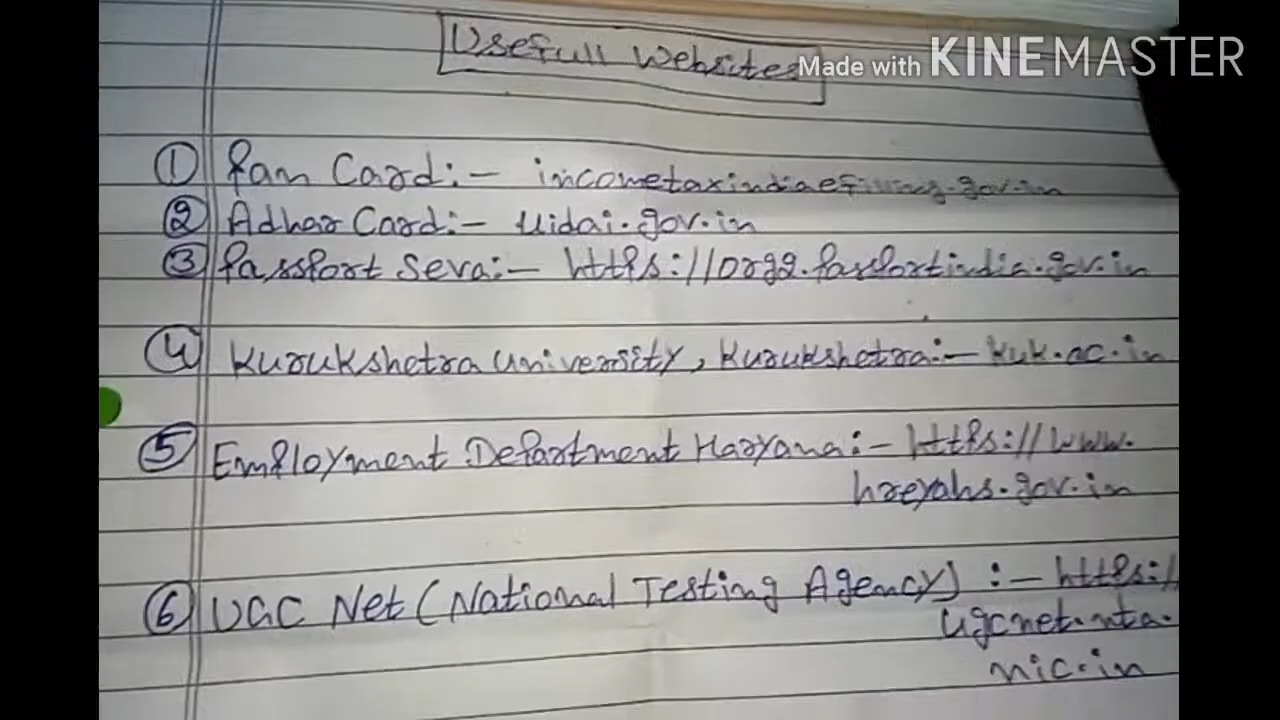 Usefull Websites
Made with KINEMASTER
① Pan Card:- incometaxindiaefiling.gov.in
② Adhar Card:- uidai.gov.in
③ Passport Seva:- https://org2.passportindia.gov.in
④ Kurukshetra University, Kurukshetra:- kuk.ac.in
⑤ Employment Department Haryana:- https://www.
hreyahs.gov.in
⑥ UGC Net (National Testing Agency) :- https:/
ugcnet.nta.
nic.in